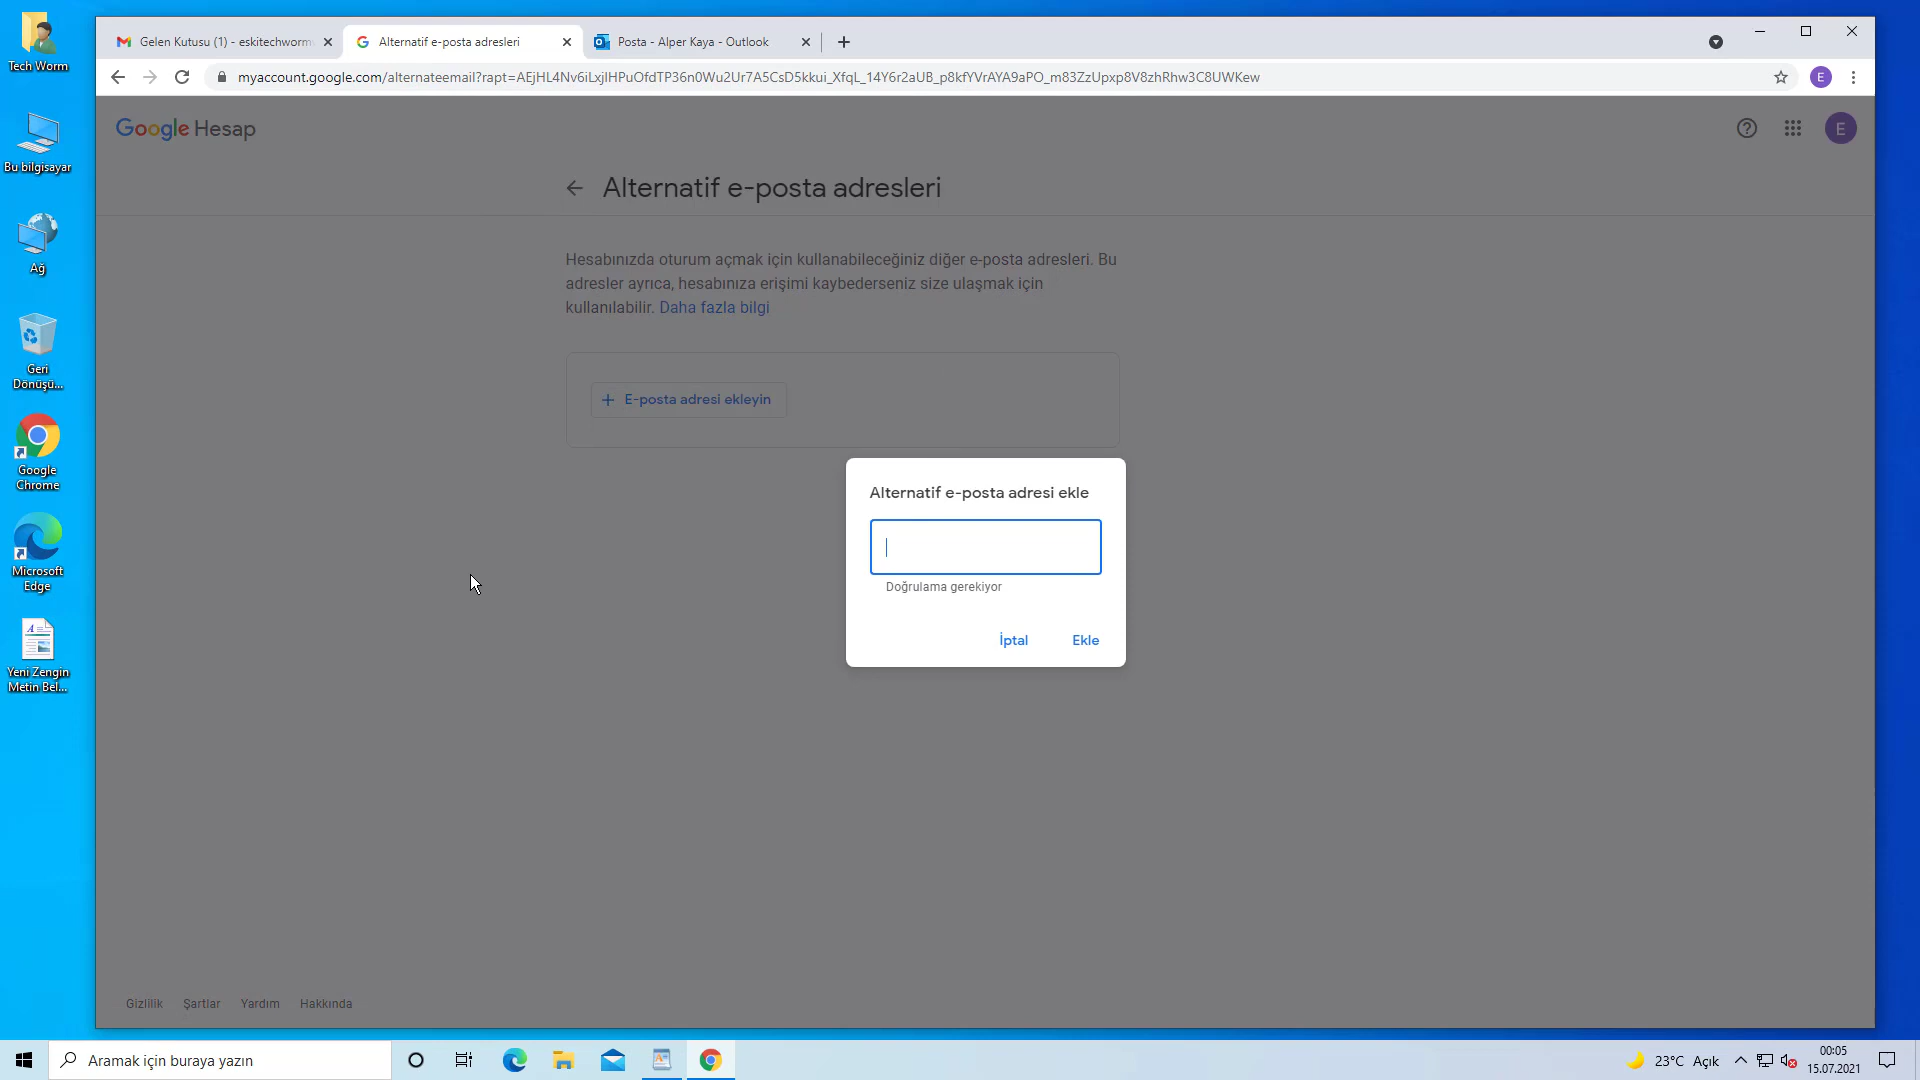 Tech Worm
Bu bilgisayar
Ağ
Geri
Dönüşü...
Google
Chrome
Microsoft
Edge
Yeni Zengin
Metin Bel...
Gelen Kutusu (1) - eskitechworm
Alternatif e-posta adresleri
Posta - Alper Kaya - Outlook
myaccount.google.com/alternateemail?rapt=AEjHL4Nv6iLxjlHPuOfdTP36n0Wu2Ur7A5CsD5kkui_XfqL_14Y6r2aUB_p8kfYVrAYA9aPO_m83ZzUpxp8V8zhRhw3C8UWKew
E
Google Hesap
E
Alternatif e-posta adresleri
Hesabınızda oturum açmak için kullanabileceğiniz diğer e-posta adresleri. Bu
adresler ayrıca, hesabınıza erişimi kaybederseniz size ulaşmak için
kullanılabilir. Daha fazla bilgi
E-posta adresi ekleyin
Alternatif e-posta adresi ekle
Doğrulama gerekiyor
İptal Ekle
Gizlilik Şartlar Yardım Hakkında
Aramak için buraya yazın
23°C Açık
00:05
15.07.2021